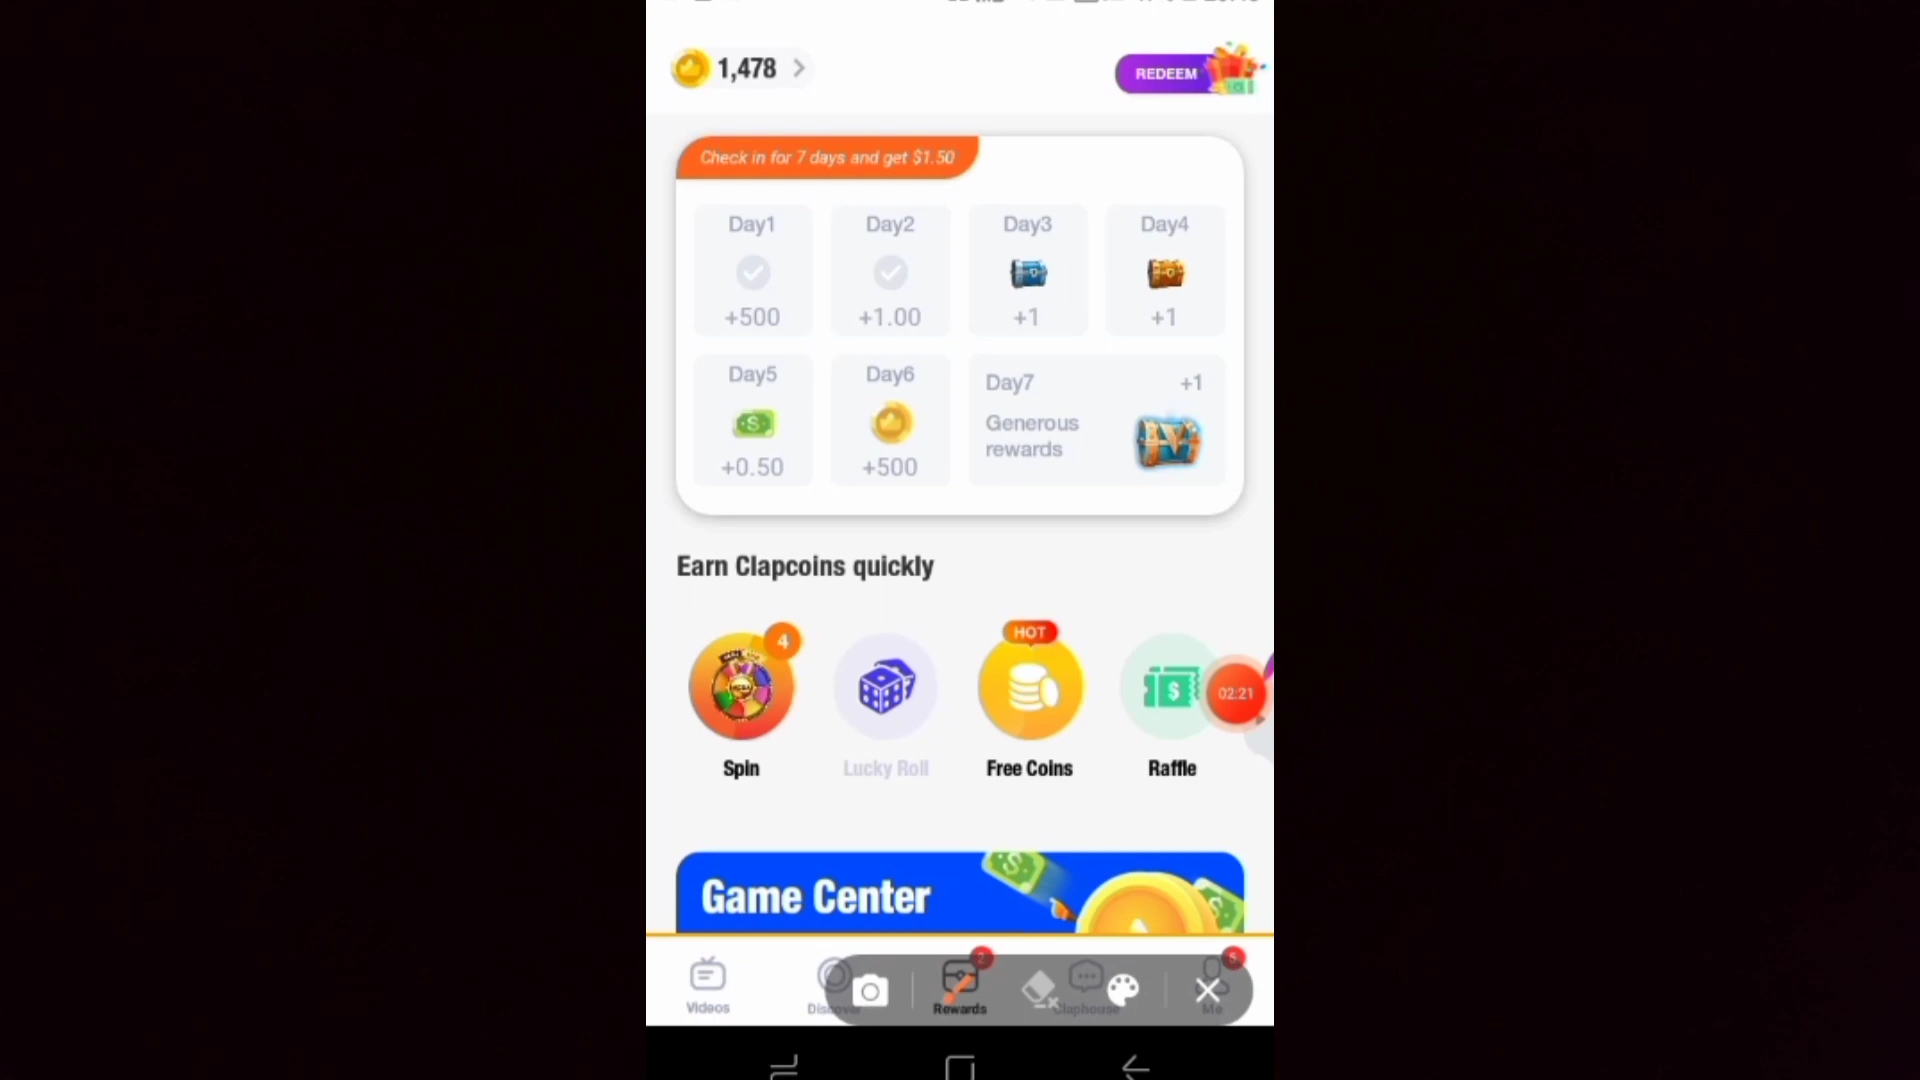 1,478
REDEEM
Check in for 7 days and get $1.50
Day1
Day2
Day3
Day4
+500
+1.00
+1
+1
Day5
Day6
Day7
+1
Generous
rewards
+0.50
+500
Earn Clapcoins quickly
4
HOT
02:21
Spin
Lucky Roll
Free Coins
Raffle
Game Center
2
Videos
Discover
Rewards
Claphouse
Me